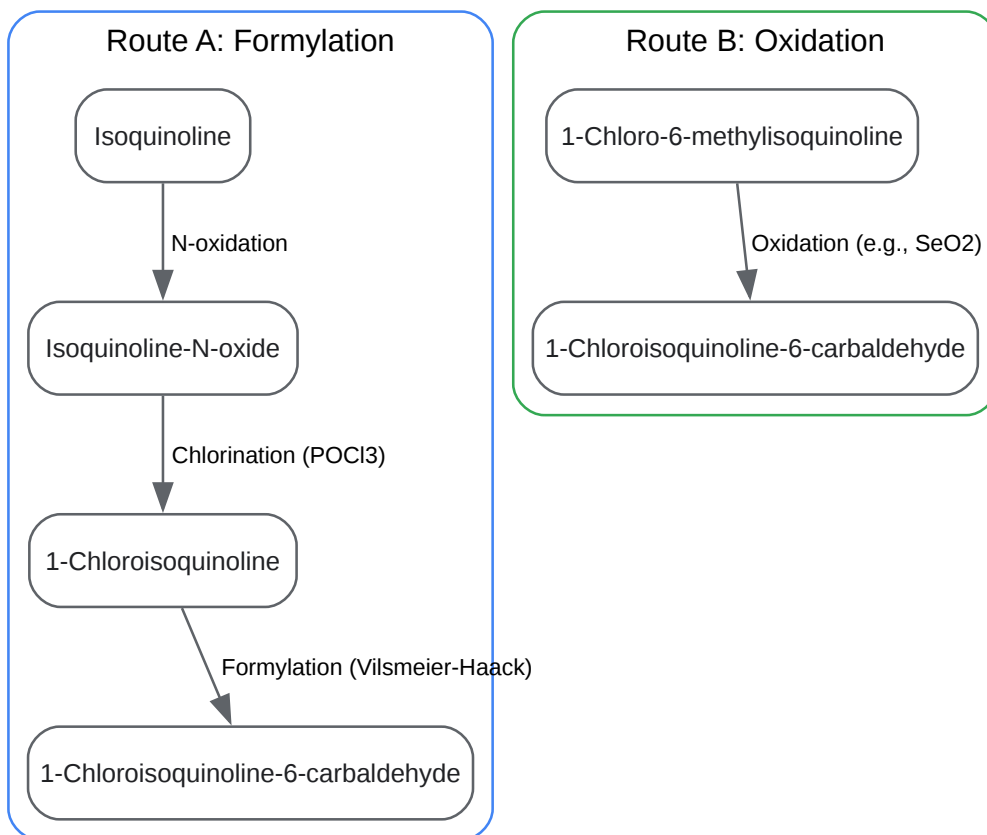 Route A: Formylation
Isoquinoline
N-oxidation
Isoquinoline-N-oxide
Chlorination (POCl3)
1-Chloroisoquinoline
Formylation (Vilsmeier-Haack)
1-Chloroisoquinoline-6-carbaldehyde
Route B: Oxidation
1-Chloro-6-methylisoquinoline
Oxidation (e.g., SeO2)
1-Chloroisoquinoline-6-carbaldehyde